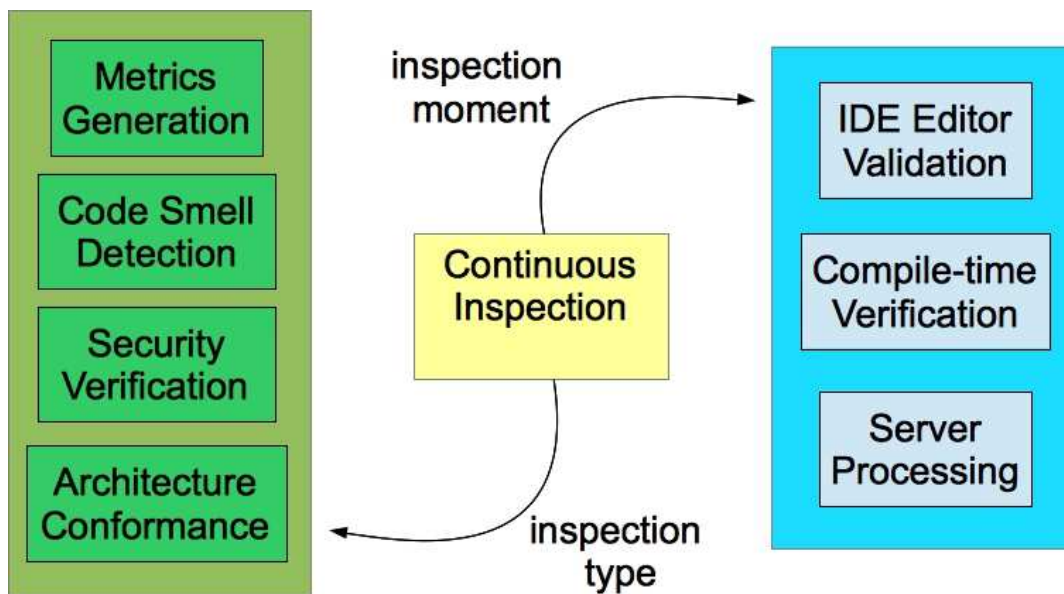 Metrics
Generation
Code Smell
Detection
Security
Verification
Architecture
Conformance
inspection
moment
Continuous
Inspection
inspection
type
IDE Editor
Validation
Compile-time
Verification
Server
Processing